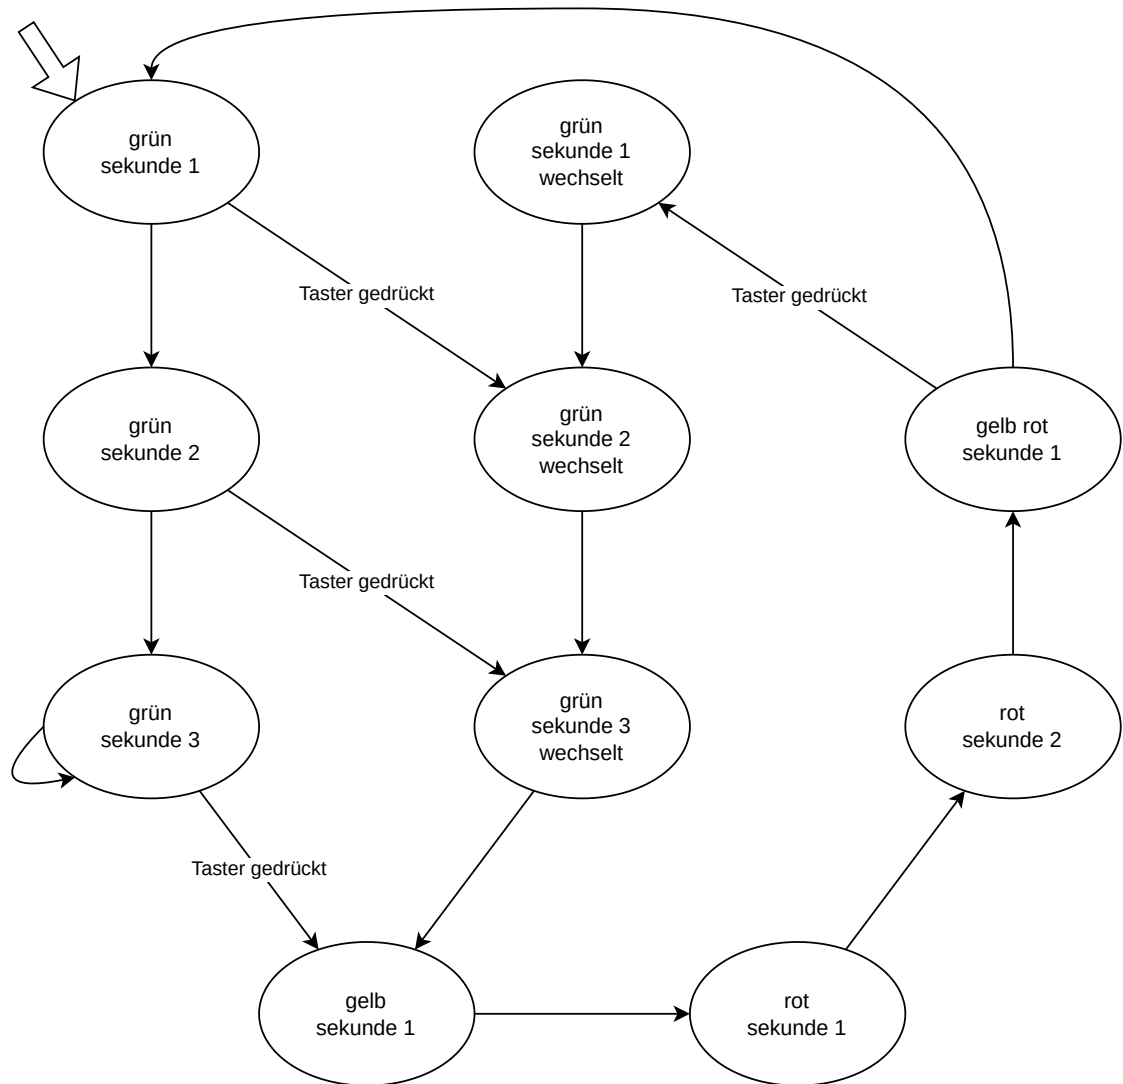 grün
sekunde 1
grün
sekunde 1
wechselt
Taster gedrückt
Taster gedrückt
grün
sekunde 2
grün
sekunde 2
wechselt
gelb rot
sekunde 1
Taster gedrückt
grün
sekunde 3
grün
sekunde 3
wechselt
rot
sekunde 2
Taster gedrückt
gelb
sekunde 1
rot
sekunde 1